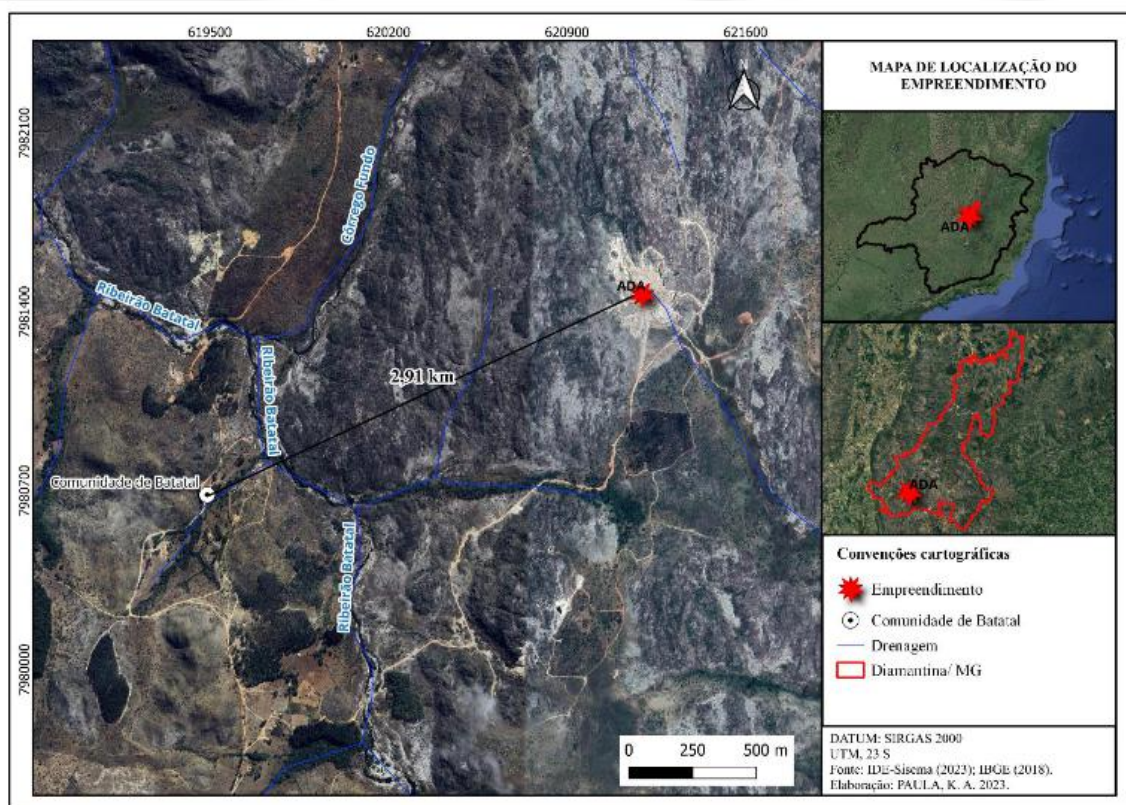 619500 620200 620900 621600
MAPA DE LOCALIZAÇÃO DO
EMPREENDIMENTO
7982100
7981400
7980700
7980000
Córrego Fundo
Ribeirão Batatal
Ribeirão Batatal
Ribeirão Batatal
ADA
2,91 km
Comunidade de Batatal
ADA
ADA
Convenções cartográficas
Empreendimento
Comunidade de Batatal
Drenagem
Diamantina/ MG
0 250 500 m
DATUM: SIRGAS 2000
UTM, 23 S
Fonte: IDE-Sisema (2023); IBGE (2018).
Elaboração: PAULA, K. A. 2023.